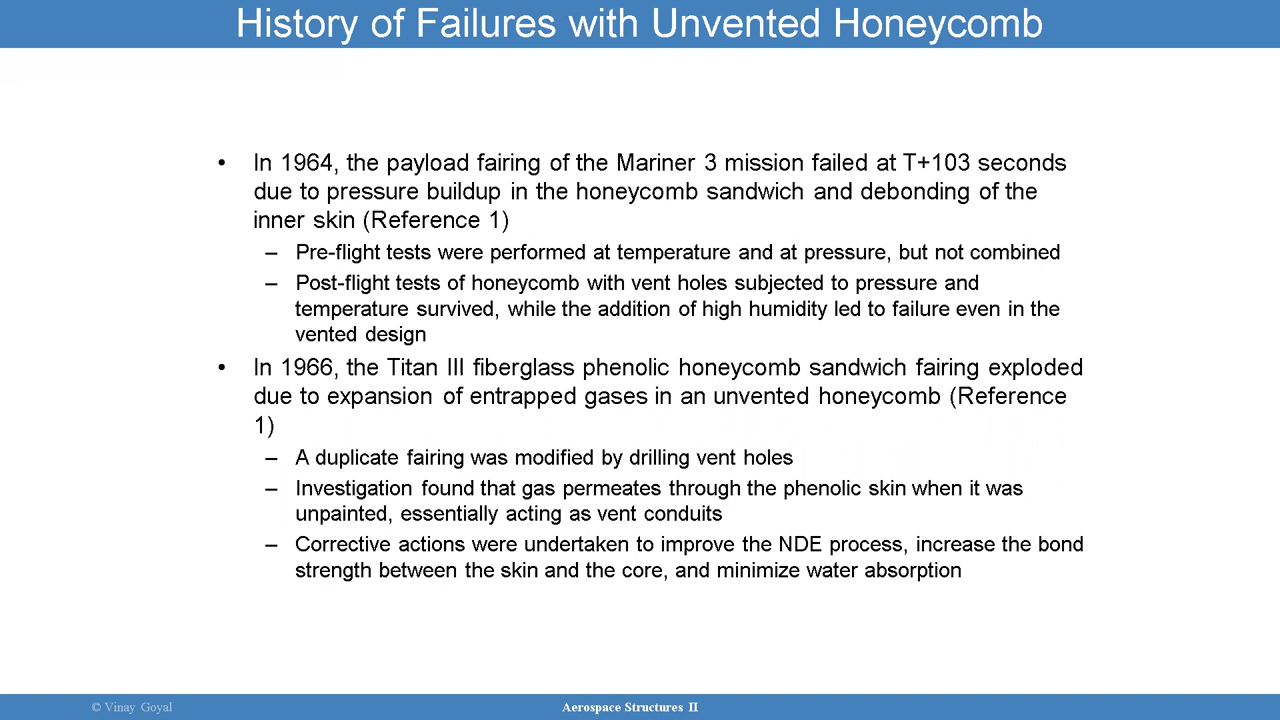 History of Failures with Unvented Honeycomb
• In 1964, the payload fairing of the Mariner 3 mission failed at T+103 seconds
due to pressure buildup in the honeycomb sandwich and debonding of the
inner skin (Reference 1)
– Pre-flight tests were performed at temperature and at pressure, but not combined
– Post-flight tests of honeycomb with vent holes subjected to pressure and
temperature survived, while the addition of high humidity led to failure even in the
vented design
• In 1966, the Titan III fiberglass phenolic honeycomb sandwich fairing exploded
due to expansion of entrapped gases in an unvented honeycomb (Reference
1)
– A duplicate fairing was modified by drilling vent holes
– Investigation found that gas permeates through the phenolic skin when it was
unpainted, essentially acting as vent conduits
– Corrective actions were undertaken to improve the NDE process, increase the bond
strength between the skin and the core, and minimize water absorption
© Vinay Goyal
Aerospace Structures II